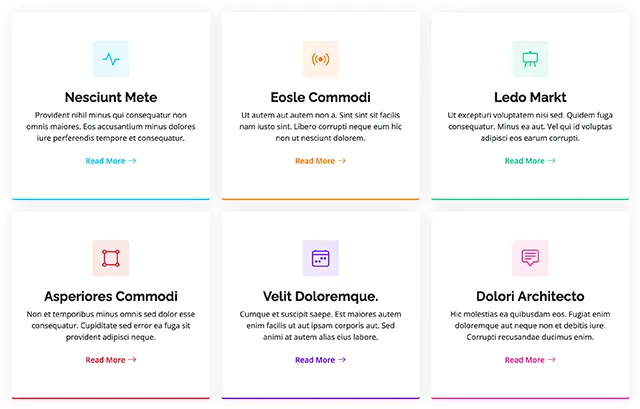 Nesciunt Mete
Provident nihil minus qui consequatur non
omnis maiores. Eos accusantium minus dolores
iure perferendis tempore et consequatur.
Read More →
Eosle Commodi
Ut autem aut autem non a. Sint sint sit facilis
nam iusto sint. Libero corrupti neque eum hic
non ut nesciunt dolorem.
Read More →
Ledo Markt
Ut excepturi voluptatem nisi sed. Quidem fuga
consequatur. Minus ea aut. Vel qui id voluptas
adipisci eos earum corrupti.
Read More →
Asperiores Commodi
Non et temporibus minus omnis sed dolor esse
consequatur. Cupiditate sed error ea fuga sit
provident adipisci neque.
Read More →
Velit Doloremque.
Cumque et suscipit saepe. Est maiores autem
enim facilis ut aut ipsam corporis aut. Sed
animi at autem alias eius labore.
Read More →
Dolori Architecto
Hic molestias ea quibusdam eos. Fugiat enim
doloremque aut neque non et debitis iure.
Corrupti recusandae ducimus enim.
Read More →